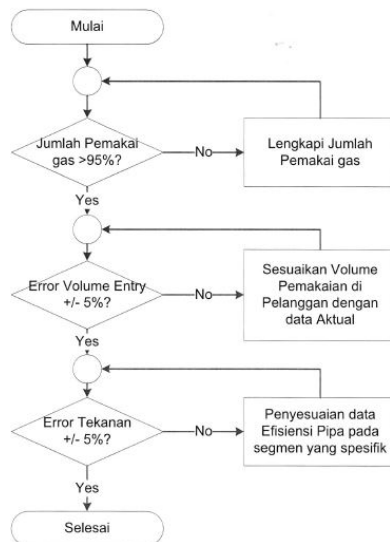 Mulai
Jumlah Pemakai
gas >95%?
No
Lengkapi Jumlah
Pemakai gas
Yes
Error Volume Entry
+/- 5%?
No
Sesuaikan Volume
Pemakaian di
Pelanggan dengan
data Aktual
Yes
Error Tekanan
+/- 5%?
No
Penyesuaian data
Efisiensi Pipa pada
segmen yang spesifik
Yes
Selesai